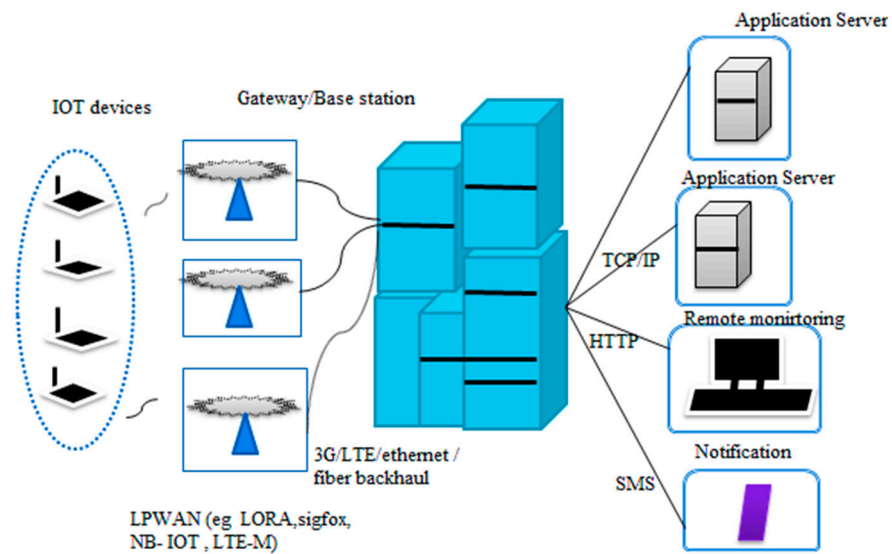 Application Server
Gateway/Base station
IOT devices
Application Server
TCP/IP
Remote monirtoring
HTTP
Notification
3G/LTE/ethernet /
fiber backhaul
SMS
LPWAN (eg LORA,sigfox,
NB- IOT , LTE-M)